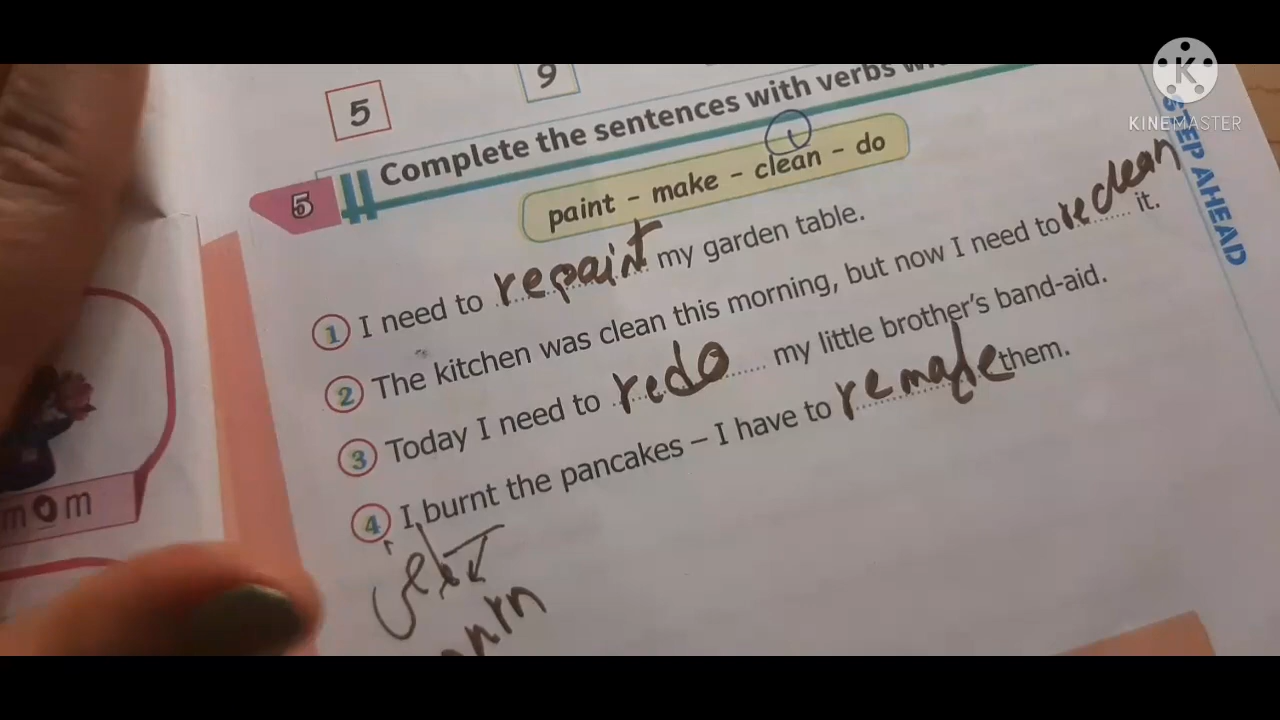 5
9
KINEMASTER
STEP AHEAD
5 Complete the sentences with verbs
paint - make - clean - do
1 I need to repaint my garden table.
2 The kitchen was clean this morning, but now I need to reclean it.
3 Today I need to redo my little brother's band-aid.
4 I burnt the pancakes – I have to remade them.
mom